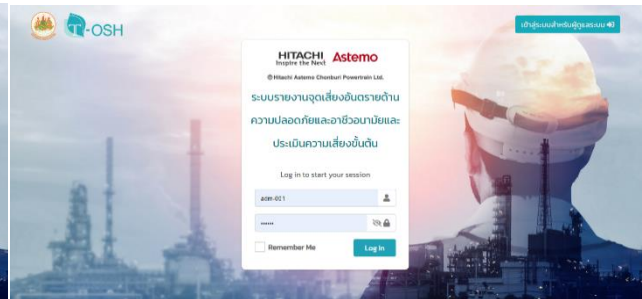 T-OSH
เข้าสู่ระบบสำหรับผู้ดูแลระบบ
HITACHI Astemo
Inspire the Next
© Hitachi Astemo Chonburi Powertrain Ltd.
ระบบรายงานจุดเสี่ยงอันตรายด้าน
ความปลอดภัยและอาชีวอนามัยและ
ประเมินความเสี่ยงขั้นต้น
Log in to start your session
adm-021
Remember Me
Log In